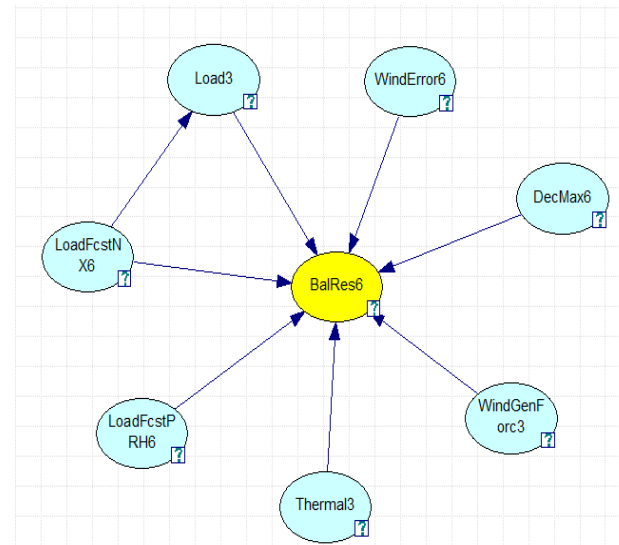 Load3
?
WindError6
?
DecMax6
?
LoadFcstN
X6
?
BalRes6
?
LoadFcstP
RH6
?
WindGenF
orc3
?
Thermal3
?